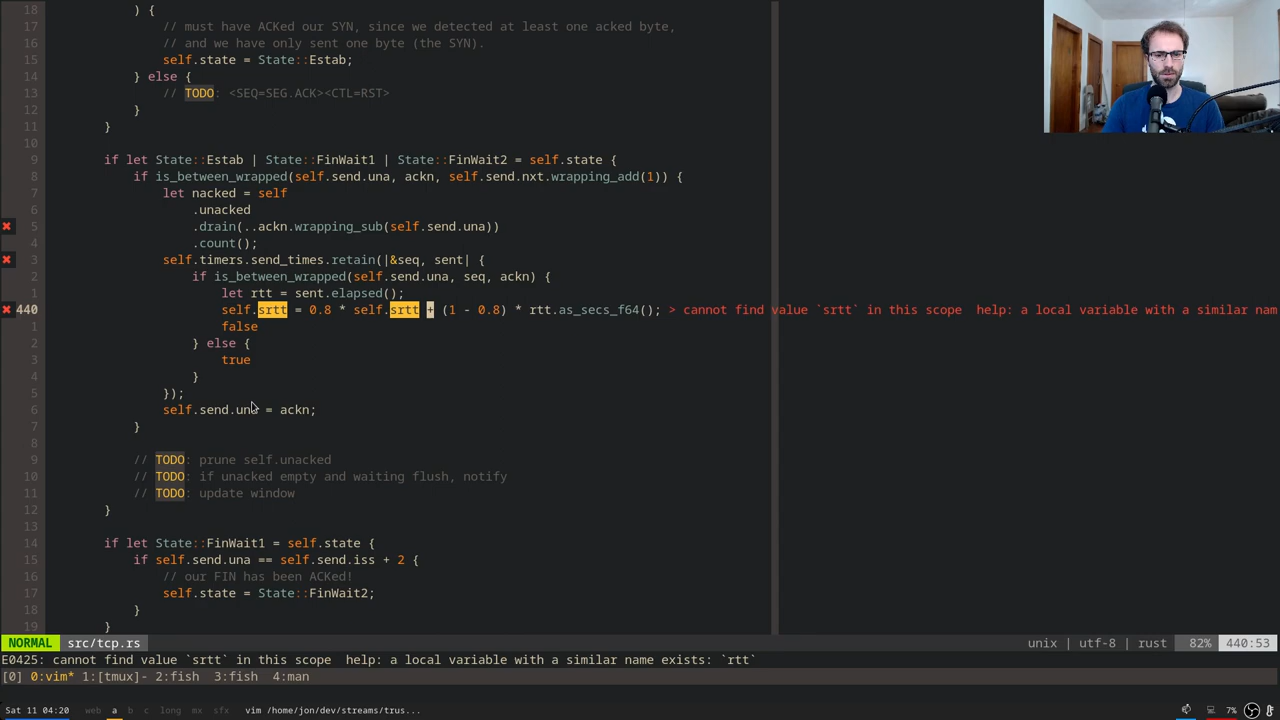 18 ) {
17 // must have ACKed our SYN, since we detected at least one acked byte,
16 // and we have only sent one byte (the SYN).
15 self.state = State::Estab;
14 } else {
13 // TODO: <SEQ=SEG.ACK><CTL=RST>
12 }
11 }
10
9 if let State::Estab | State::FinWait1 | State::FinWait2 = self.state {
8 if is_between_wrapped(self.send.una, ackn, self.send.nxt.wrapping_add(1)) {
7 let nacked = self
6 .unacked
✖ 5 .drain(..ackn.wrapping_sub(self.send.una))
4 .count();
✖ 3 self.timers.send_times.retain(|&seq, sent| {
2 if is_between_wrapped(self.send.una, seq, ackn) {
1 let rtt = sent.elapsed();
✖ 440 self.srtt = 0.8 * self.srtt + (1 - 0.8) * rtt.as_secs_f64(); > cannot find value `srtt` in this scope  help: a local variable with a similar nam
1 false
2 } else {
3 true
4 }
5 });
6 self.send.una = ackn;
7 }
8
9 // TODO: prune self.unacked
10 // TODO: if unacked empty and waiting flush, notify
11 // TODO: update window
12 }
13
14 if let State::FinWait1 = self.state {
15 if self.send.una == self.send.iss + 2 {
16 // our FIN has been ACKed!
17 self.state = State::FinWait2;
18 }
19 }
NORMAL src/tcp.rs unix | utf-8 | rust 82% 440:53
E0425: cannot find value `srtt` in this scope  help: a local variable with a similar name exists: `rtt`
[0] 0:vim* 1:[tmux]- 2:fish 3:fish 4:man
Sat 11 04:20 web a b c long mx sfx vim /home/jon/dev/streams/trus... 7%